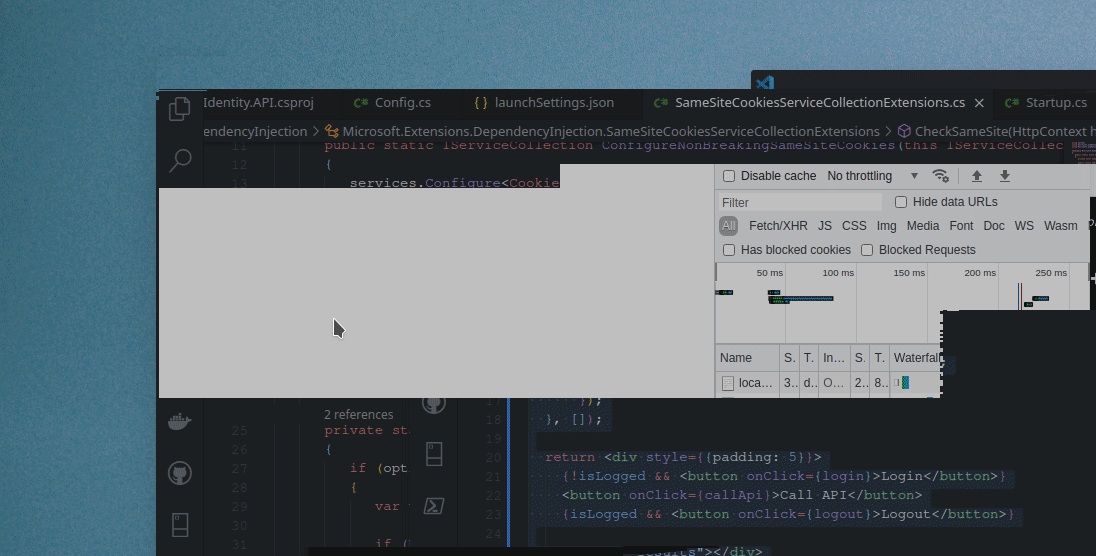 Identity.API.csproj
Config.cs
launchSettings.json
SameSiteCookiesServiceCollectionExtensions.cs
Startup.cs
endencyInjection > Microsoft.Extensions.DependencyInjection.SameSiteCookiesServiceCollectionExtensions > CheckSameSite(HttpContext h
11 public static IServiceCollection ConfigureNonBreakingSameSiteCookies(this IServiceCollec
12 {
13 services.Configure<Cookie
Disable cache No throttling
Filter
Hide data URLs
All Fetch/XHR JS CSS Img Media Font Doc WS Wasm
Has blocked cookies Blocked Requests
50 ms 100 ms 150 ms 200 ms 250 ms
Name S.. T. In... S. T. Waterfal
loca... 3.. d.. O... 2.. 8..
2 references
25 private st
26 {
27 if (opt
28 {
29 var
30
31 if (
17 });
18 }, []);
19
20 return <div style={{padding: 5}}>
21 {!isLogged && <button onClick={login}>Login</button>}
22 <button onClick={callApi}>Call API</button>
23 {isLogged && <button onClick={logout}>Logout</button>}
24
"></div>